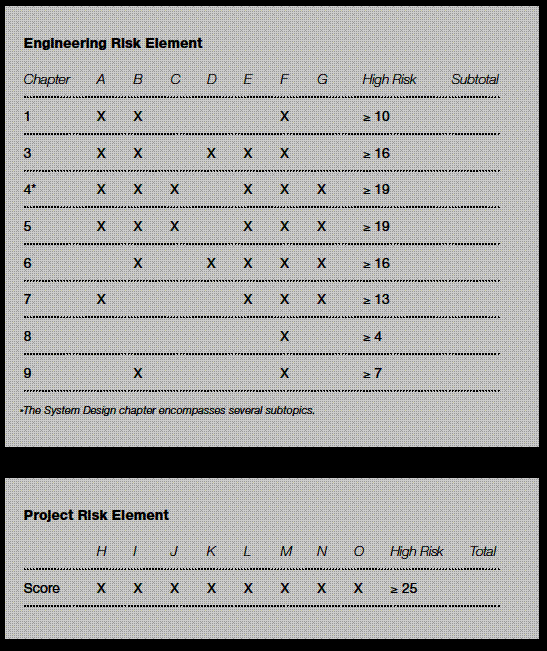 Engineering Risk Element
Chapter A B C D E F G High Risk Subtotal
1 X X X ≥ 10
3 X X X X X ≥ 16
4* X X X X X X ≥ 19
5 X X X X X X ≥ 19
6 X X X X X ≥ 16
7 X X X X ≥ 13
8 X ≥ 4
9 X X ≥ 7
*The System Design chapter encompasses several subtopics.
Project Risk Element
H I J K L M N O High Risk Total
Score X X X X X X X X ≥ 25